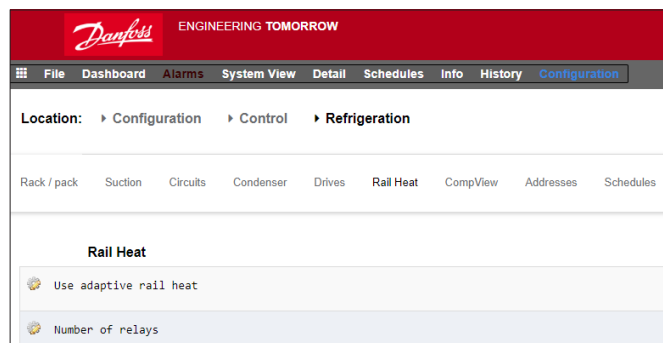 Danfoss ENGINEERING TOMORROW
File Dashboard Alarms System View Detail Schedules Info History Configuration
Location: Configuration Control Refrigeration
Rack / pack Suction Circuits Condenser Drives Rail Heat CompView Addresses Schedules
Rail Heat
Use adaptive rail heat
Number of relays